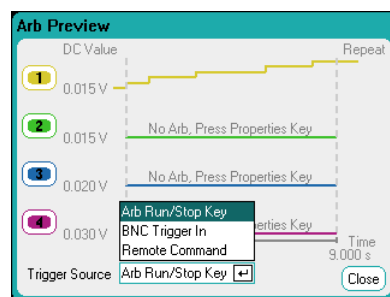 Arb Preview
DC Value
Repeat
1
0.015 V
2
0.015 V
No Arb, Press Properties Key
3
0.020 V
No Arb, Press Properties Key
4
0.030 V
Arb Run/Stop Key
BNC Trigger In
Remote Command
Properties Key
Time
9.000 s
Trigger Source
Arb Run/Stop Key
Close